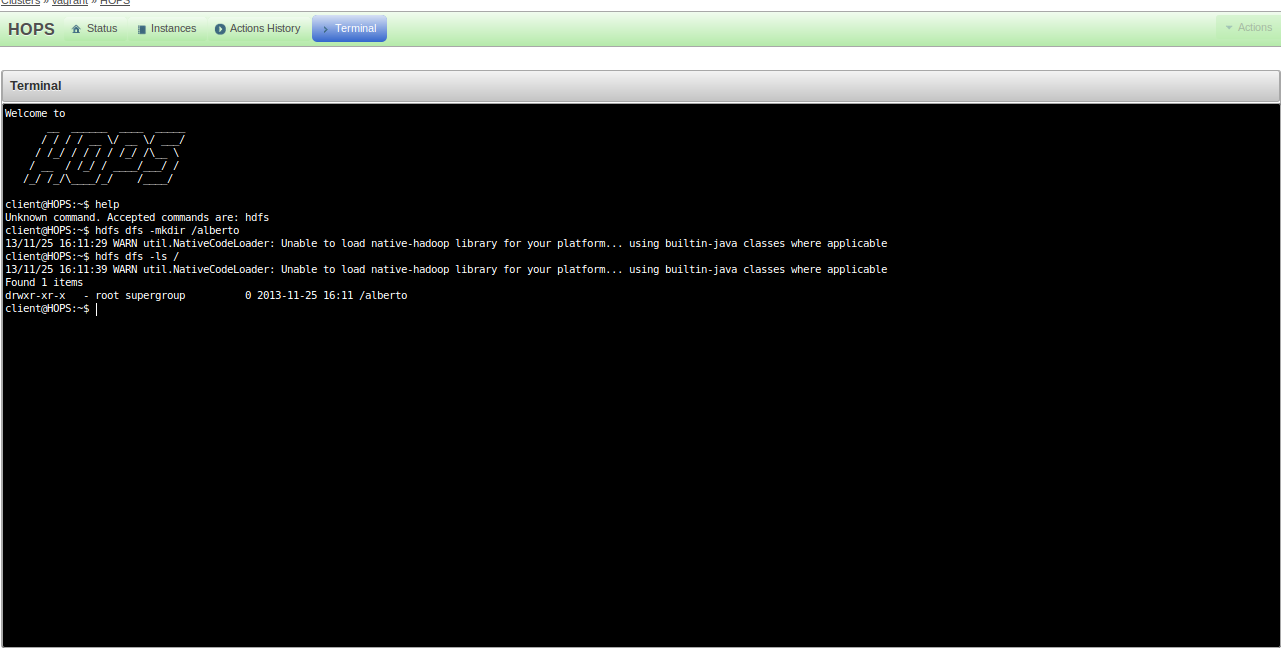 Clusters » vagrant » HOPS
HOPS Status Instances Actions History Terminal Actions
Terminal
Welcome to
HOPS
client@HOPS:~$ help
Unknown command. Accepted commands are: hdfs
client@HOPS:~$ hdfs dfs -mkdir /alberto
13/11/25 16:11:29 WARN util.NativeCodeLoader: Unable to load native-hadoop library for your platform... using builtin-java classes where applicable
client@HOPS:~$ hdfs dfs -ls /
13/11/25 16:11:39 WARN util.NativeCodeLoader: Unable to load native-hadoop library for your platform... using builtin-java classes where applicable
Found 1 items
drwxr-xr-x   - root supergroup          0 2013-11-25 16:11 /alberto
client@HOPS:~$